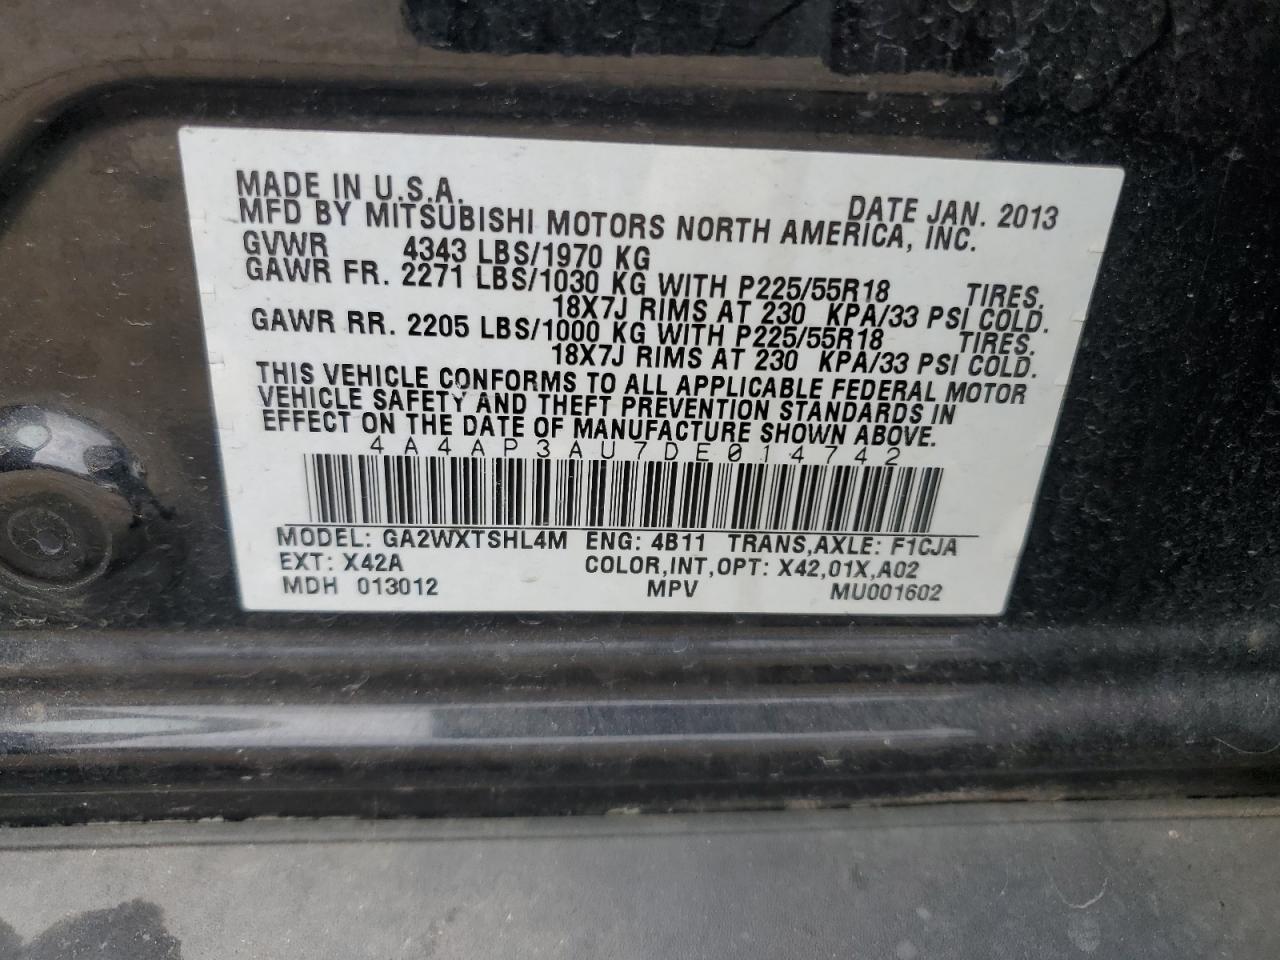 MADE IN U.S.A. DATE JAN. 2013
MFD BY MITSUBISHI MOTORS NORTH AMERICA, INC.
GVWR 4343 LBS/1970 KG
GAWR FR. 2271 LBS/1030 KG WITH P225/55R18 TIRES.
18X7J RIMS AT 230 KPA/33 PSI COLD.
GAWR RR. 2205 LBS/1000 KG WITH P225/55R18 TIRES.
18X7J RIMS AT 230 KPA/33 PSI COLD.
THIS VEHICLE CONFORMS TO ALL APPLICABLE FEDERAL MOTOR
VEHICLE SAFETY AND THEFT PREVENTION STANDARDS IN
EFFECT ON THE DATE OF MANUFACTURE SHOWN ABOVE.
4A4AP3AU7DE014742
MODEL: GA2WXTSHL4M ENG: 4B11 TRANS,AXLE: F1CJA
EXT: X42A COLOR,INT,OPT: X42,01X,A02
MDH 013012 MPV MU001602